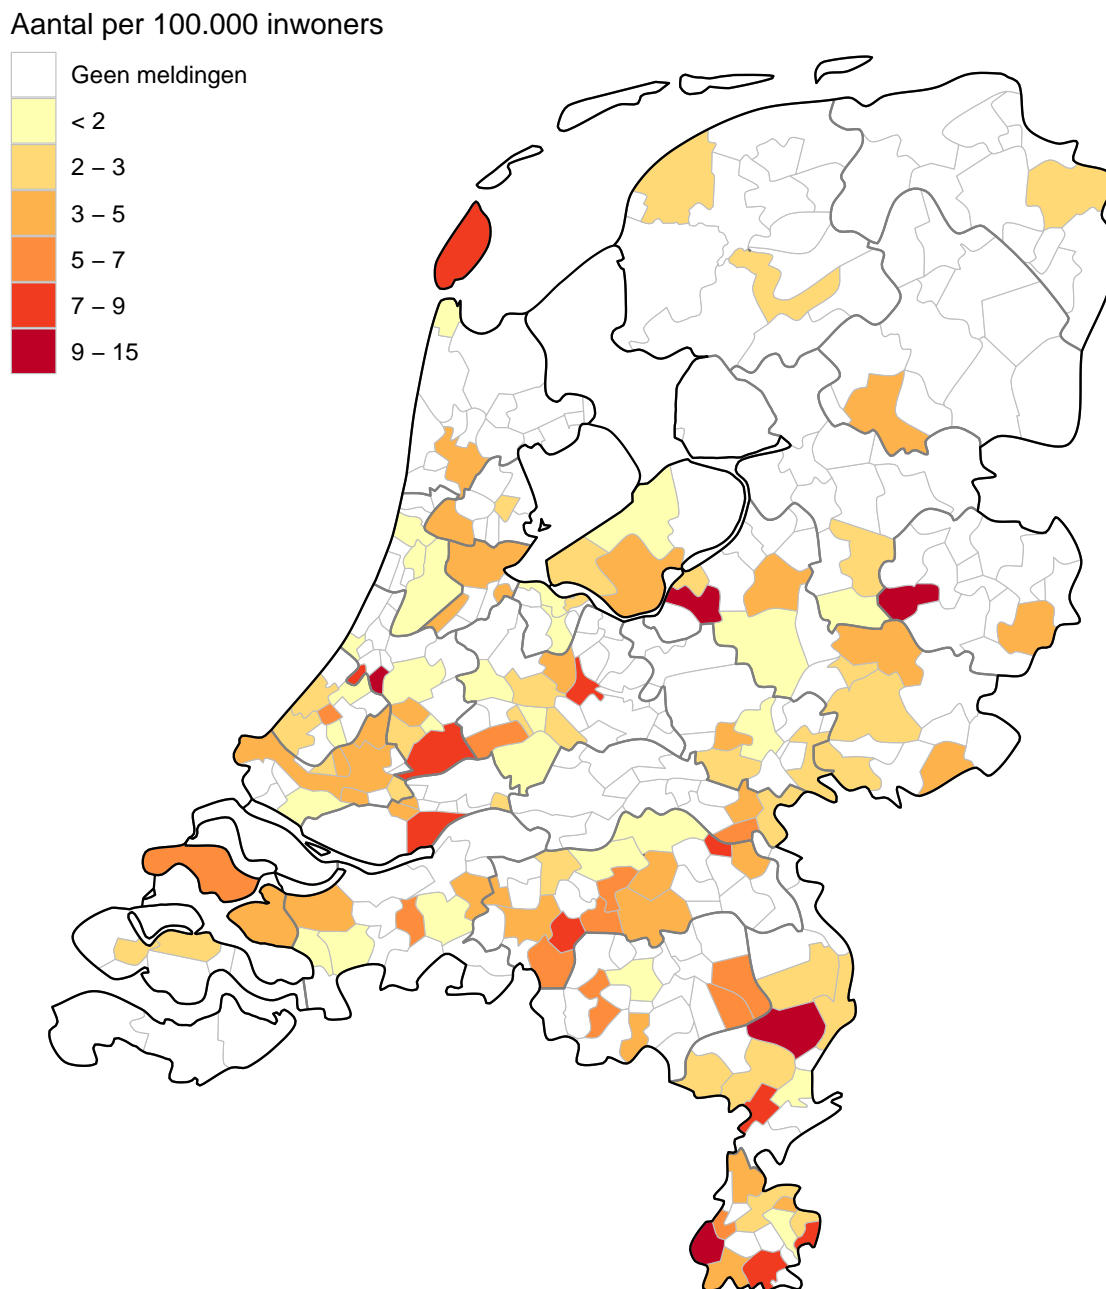 Aantal per 100.000 inwoners
Geen meldingen
< 2
2 – 3
3 – 5
5 – 7
7 – 9
9 – 15